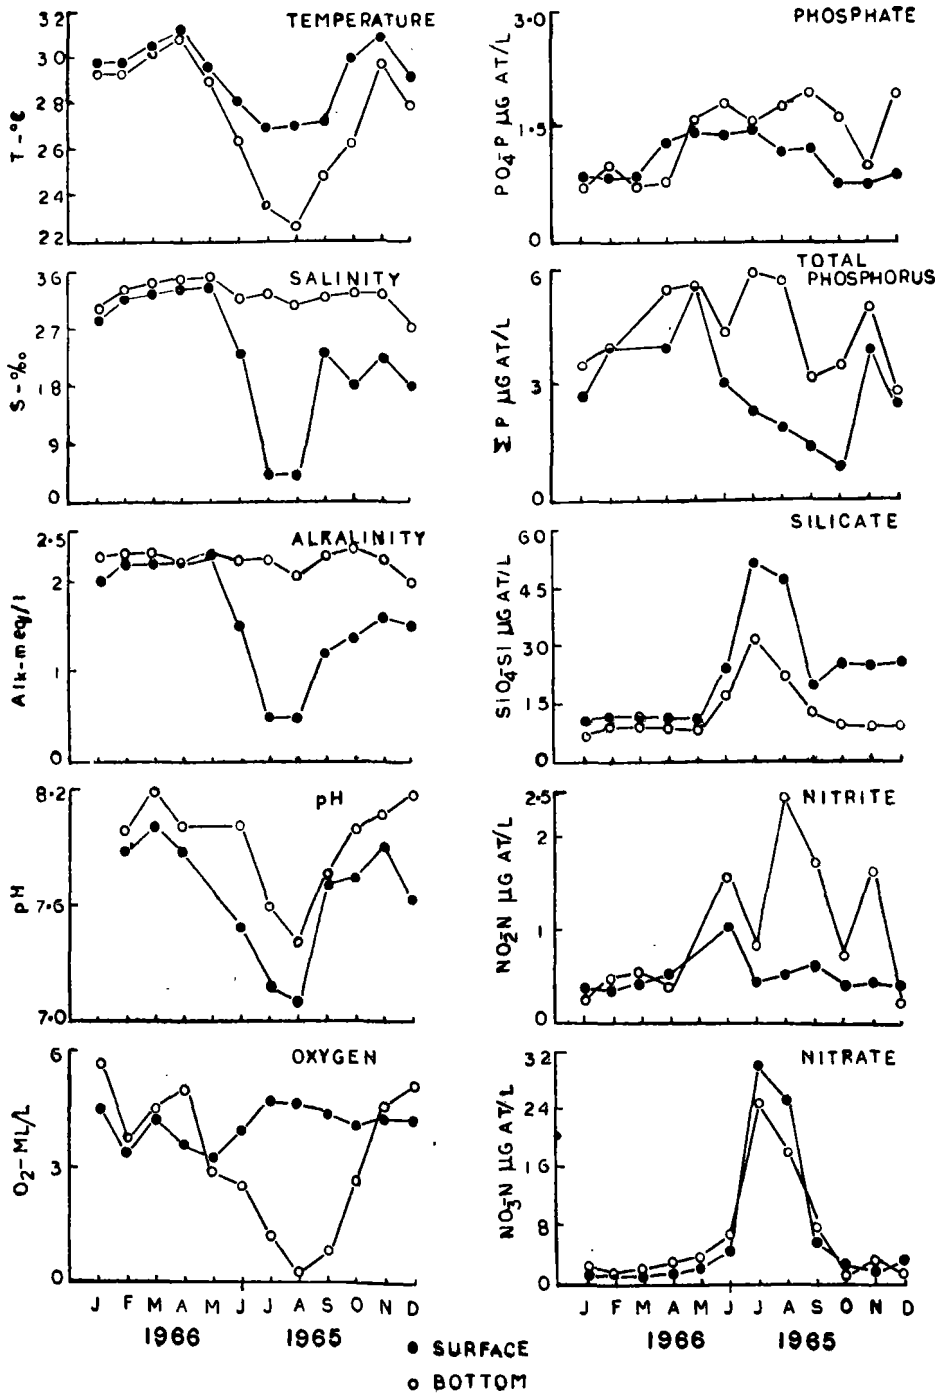 TEMPERATURE
32
30
28
26
24
22
T-°C
SALINITY
36
27
18
9
0
S-‰
ALKALINITY
2.5
2
1
0
Alk-meq/l
pH
8.2
7.6
7.0
pH
OXYGEN
6
3
0
O2-ML/L
J F M A M J J A S O N D
1966 1965
PHOSPHATE
3.0
1.5
0
PO4-P µG AT/L
TOTAL
PHOSPHORUS
6
3
0
ΣP µG AT/L
SILICATE
60
45
30
15
0
SIO4-SI µG AT/L
NITRITE
2.5
2
1
0
NO2-N µG AT/L
NITRATE
32
24
16
8
0
NO3-N µG AT/L
J F M A M J J A S O N D
1966 1965
● SURFACE
○ BOTTOM